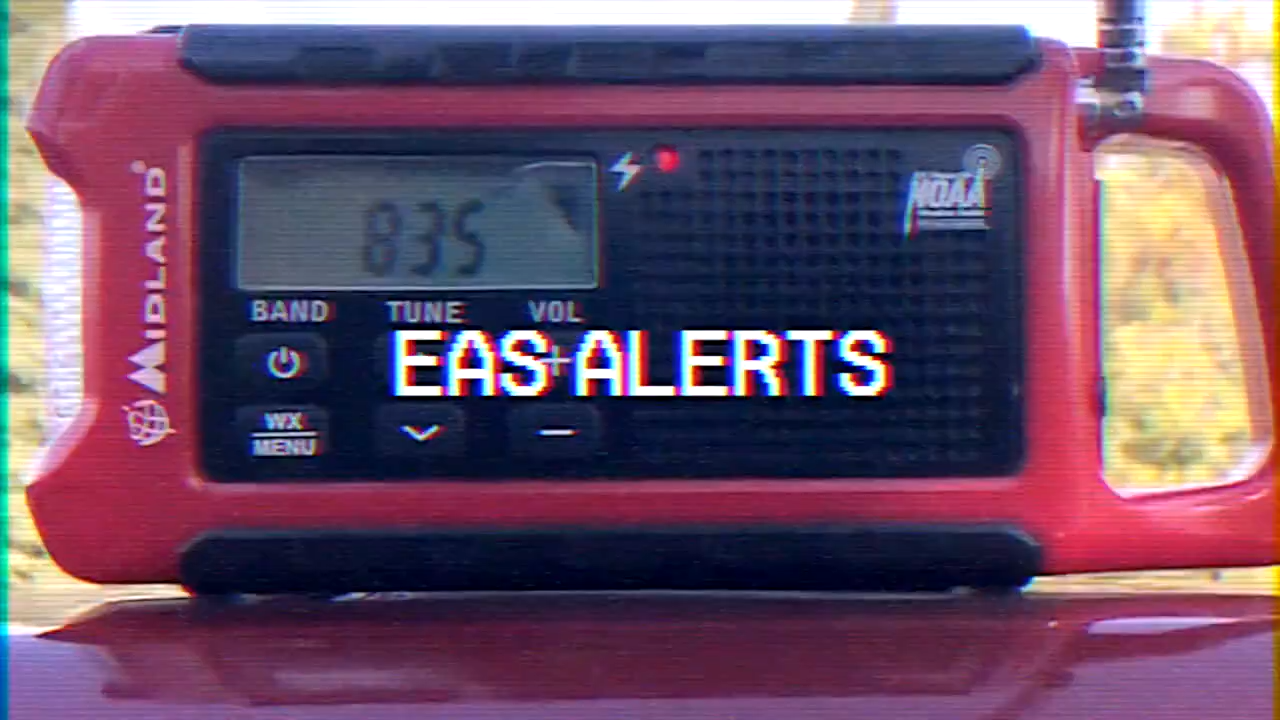 MIDLAND
835
NOAA
BAND TUNE VOL
EAS ALERTS
WX
MENU